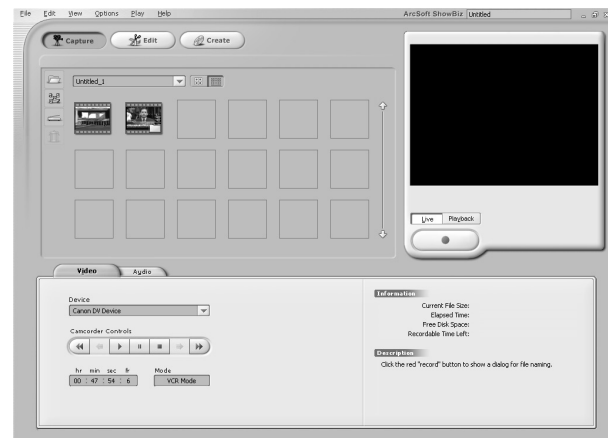 File Edit View Options Play Help
ArcSoft ShowBiz Untitled
Capture Edit Create
Untitled_1
Live Playback
Video Audio
Device
Canon DV Device
Camcorder Controls
hr min sec fr Mode
00 : 47 : 54 : 6 VCR Mode
Information
Current File Size:
Elapsed Time:
Free Disk Space:
Recordable Time Left:
Description
Click the red "record" button to show a dialog for file naming.